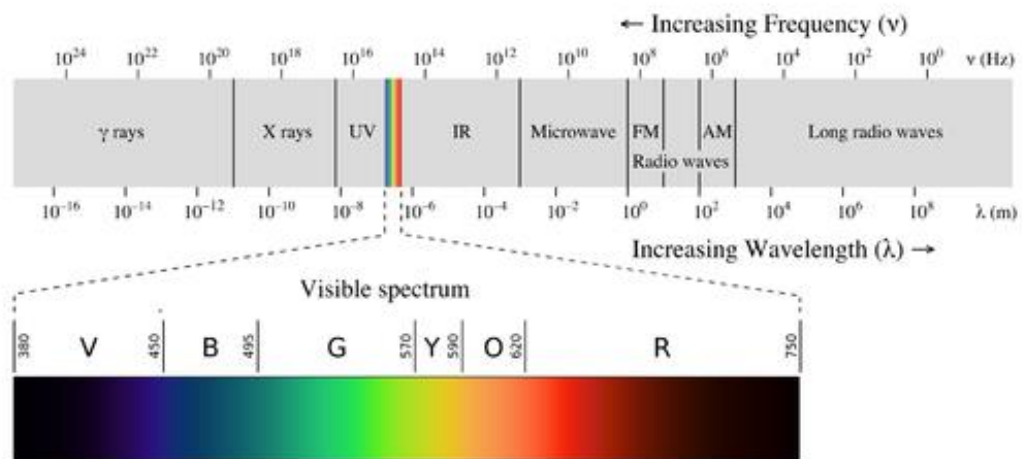 ← Increasing Frequency (ν)
10²⁴ 10²² 10²⁰ 10¹⁸ 10¹⁶ 10¹⁴ 10¹² 10¹⁰ 10⁸ 10⁶ 10⁴ 10² 10⁰ ν (Hz)
γ rays X rays UV IR Microwave FM AM Long radio waves
Radio waves
10⁻¹⁶ 10⁻¹⁴ 10⁻¹² 10⁻¹⁰ 10⁻⁸ 10⁻⁶ 10⁻⁴ 10⁻² 10⁰ 10² 10⁴ 10⁶ 10⁸ λ (m)
Increasing Wavelength (λ) →
Visible spectrum
380 V 450 B 495 G 570 Y 590 O 620 R 750